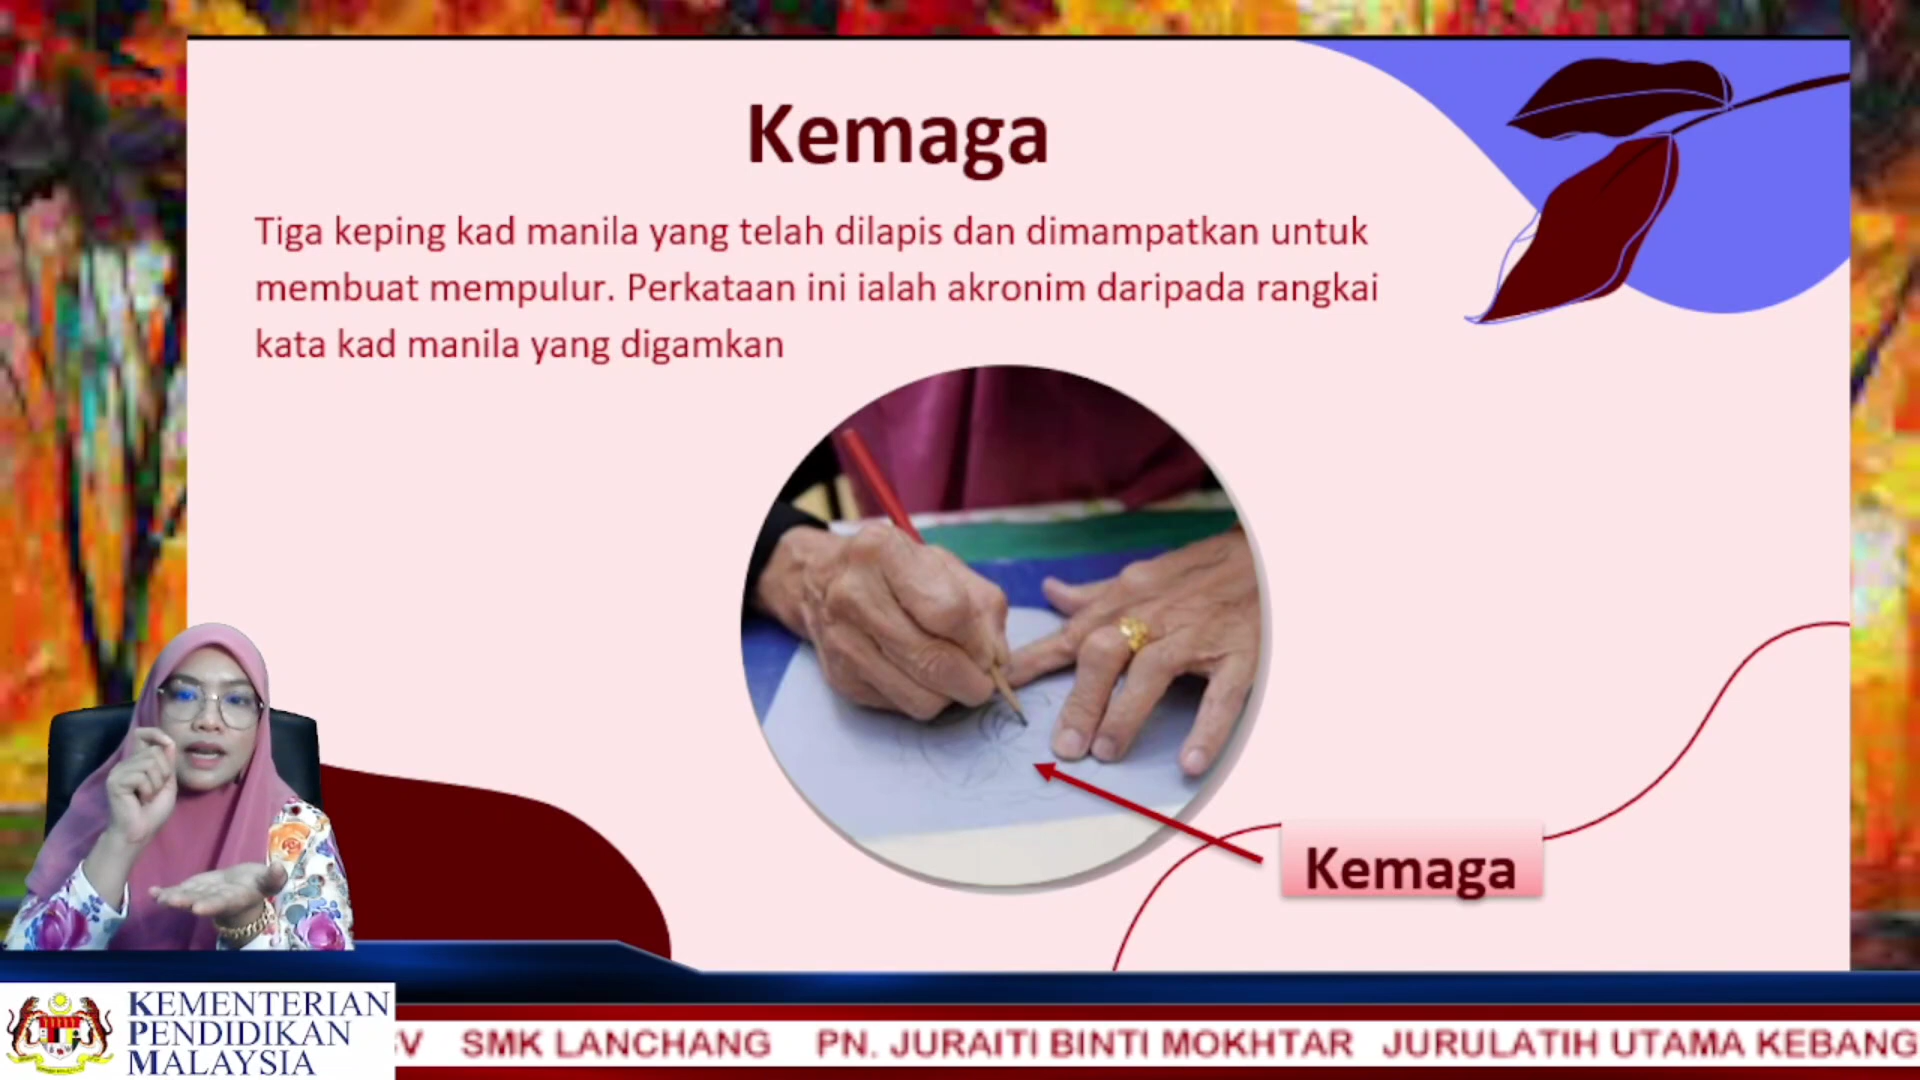 Kemaga
Tiga keping kad manila yang telah dilapis dan dimampatkan untuk
membuat mempulur. Perkataan ini ialah akronim daripada rangkai
kata kad manila yang digamkan
Kemaga
KEMENTERIAN
PENDIDIKAN
MALAYSIA
SMK LANCHANG PN. JURAITI BINTI MOKHTAR JURULATIH UTAMA KEBANG